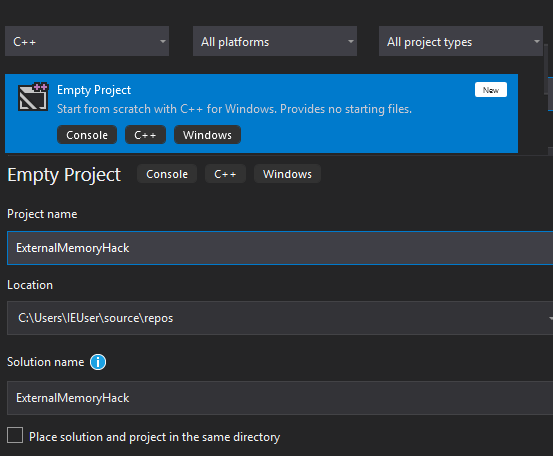 C++ All platforms All project types
Empty Project New
Start from scratch with C++ for Windows. Provides no starting files.
Console C++ Windows
Empty Project Console C++ Windows
Project name
ExternalMemoryHack
Location
C:\Users\IEUser\source\repos
Solution name
ExternalMemoryHack
Place solution and project in the same directory